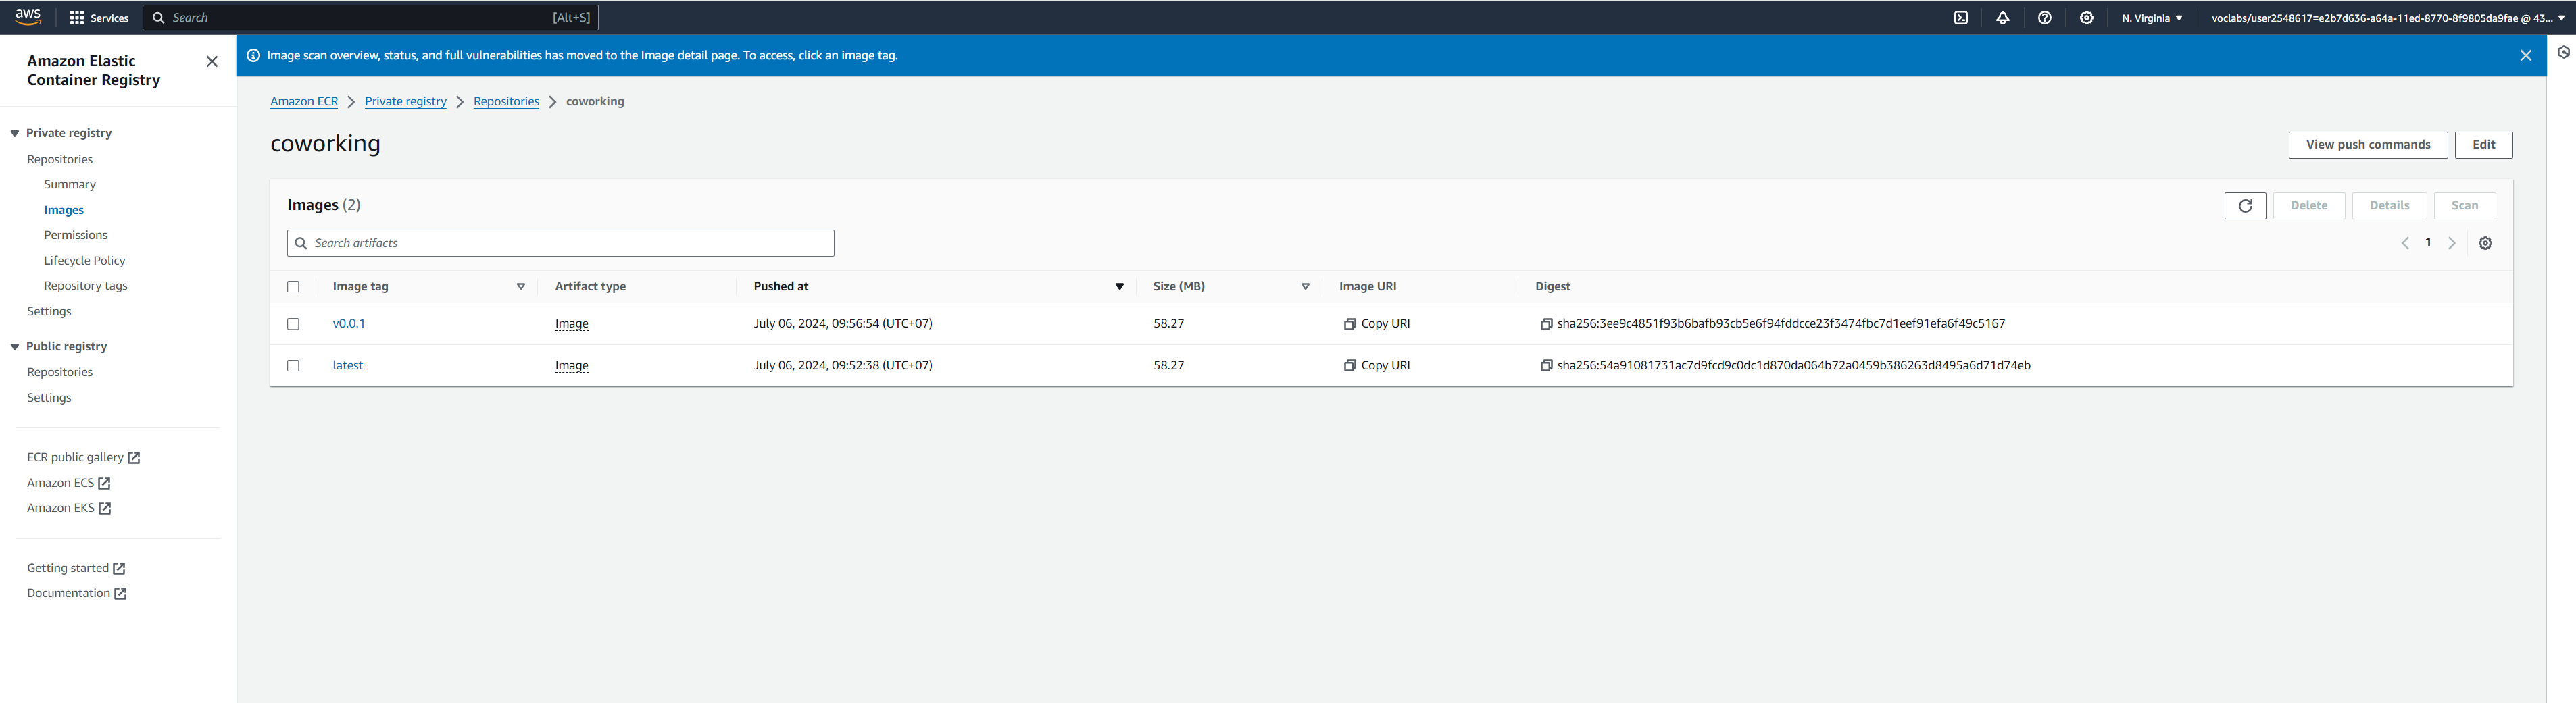 aws Services Search [Alt+S] N. Virginia voclabs/user2548617=e2b7d636-a64a-11ed-8770-8f9805da9fae @ 43...
Image scan overview, status, and full vulnerabilities has moved to the Image detail page. To access, click an image tag.
Amazon Elastic
Container Registry
Private registry
Repositories
Summary
Images
Permissions
Lifecycle Policy
Repository tags
Settings
Public registry
Repositories
Settings
ECR public gallery
Amazon ECS
Amazon EKS
Getting started
Documentation
Amazon ECR Private registry Repositories coworking
coworking
View push commands Edit
Images (2)
Delete Details Scan
Search artifacts
1
Image tag Artifact type Pushed at Size (MB) Image URI Digest
v0.0.1 Image July 06, 2024, 09:56:54 (UTC+07) 58.27 Copy URI sha256:3ee9c4851f93b6bafb93cb5e6f94fddcce23f3474fbc7d1eef91efa6f49c5167
latest Image July 06, 2024, 09:52:38 (UTC+07) 58.27 Copy URI sha256:54a91081731ac7d9fcd9c0dc1d870da064b72a0459b386263d8495a6d71d74eb